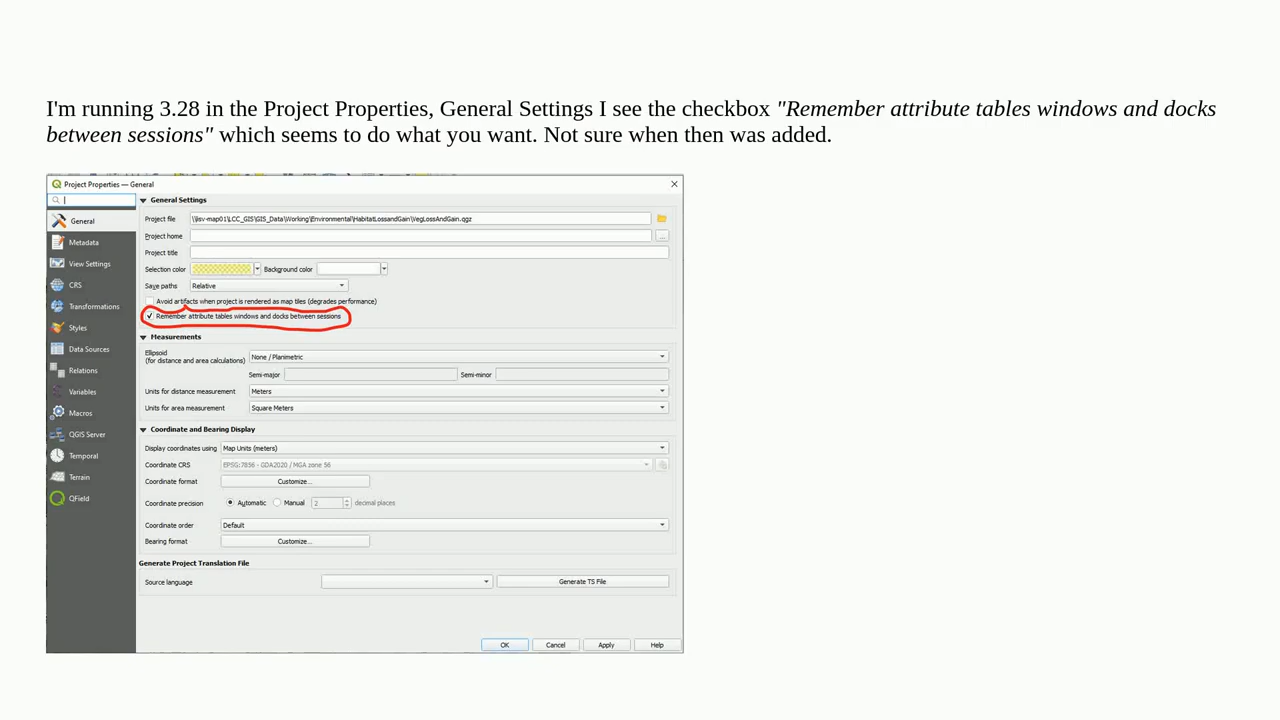 I'm running 3.28 in the Project Properties, General Settings I see the checkbox "Remember attribute tables windows and docks
between sessions" which seems to do what you want. Not sure when then was added.
Project Properties — General
General
Metadata
View Settings
CRS
Transformations
Styles
Data Sources
Relations
Variables
Macros
QGIS Server
Temporal
Terrain
QField
General Settings
Project file
Project home
...
Project title
Selection color
Background color
Save paths Relative
Avoid artifacts when project is rendered as map tiles (degrades performance)
Remember attribute tables windows and docks between sessions
Measurements
Ellipsoid
(for distance and area calculations) None / Planimetric
Semi-major Semi-minor
Units for distance measurement Meters
Units for area measurement Square Meters
Coordinate and Bearing Display
Display coordinates using Map Units (meters)
Coordinate CRS EPSG:7856 - GDA2020 / MGA zone 56
Coordinate format Customize...
Coordinate precision Automatic Manual 2 decimal places
Coordinate order Default
Bearing format Customize...
Generate Project Translation File
Source language Generate TS File
OK Cancel Apply Help